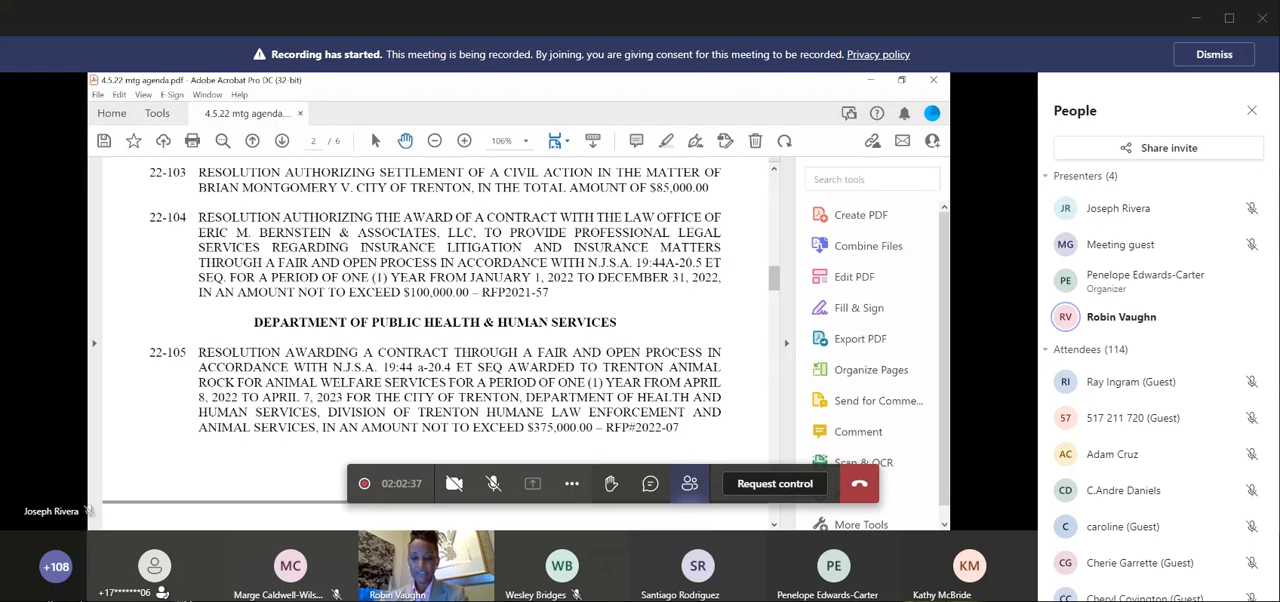 Recording has started. This meeting is being recorded. By joining, you are giving consent for this meeting to be recorded. Privacy policy
Dismiss
4.5.22 mtg agenda.pdf - Adobe Acrobat Pro DC (32-bit)
File Edit View E-Sign Window Help
Home Tools 4.5.22 mtg agenda.... ×
2 / 6 106%
22-103 RESOLUTION AUTHORIZING SETTLEMENT OF A CIVIL ACTION IN THE MATTER OF
BRIAN MONTGOMERY V. CITY OF TRENTON, IN THE TOTAL AMOUNT OF $85,000.00
22-104 RESOLUTION AUTHORIZING THE AWARD OF A CONTRACT WITH THE LAW OFFICE OF
ERIC M. BERNSTEIN & ASSOCIATES, LLC, TO PROVIDE PROFESSIONAL LEGAL
SERVICES REGARDING INSURANCE LITIGATION AND INSURANCE MATTERS
THROUGH A FAIR AND OPEN PROCESS IN ACCORDANCE WITH N.J.S.A. 19:44A-20.5 ET
SEQ. FOR A PERIOD OF ONE (1) YEAR FROM JANUARY 1, 2022 TO DECEMBER 31, 2022,
IN AN AMOUNT NOT TO EXCEED $100,000.00 – RFP2021-57
DEPARTMENT OF PUBLIC HEALTH & HUMAN SERVICES
22-105 RESOLUTION AWARDING A CONTRACT THROUGH A FAIR AND OPEN PROCESS IN
ACCORDANCE WITH N.J.S.A. 19:44 a-20.4 ET SEQ AWARDED TO TRENTON ANIMAL
ROCK FOR ANIMAL WELFARE SERVICES FOR A PERIOD OF ONE (1) YEAR FROM APRIL
8, 2022 TO APRIL 7, 2023 FOR THE CITY OF TRENTON, DEPARTMENT OF HEALTH AND
HUMAN SERVICES, DIVISION OF TRENTON HUMANE LAW ENFORCEMENT AND
ANIMAL SERVICES, IN AN AMOUNT NOT TO EXCEED $375,000.00 – RFP#2022-07
Search tools
Create PDF
Combine Files
Edit PDF
Fill & Sign
Export PDF
Organize Pages
Send for Comme...
Comment
Scan & OCR
More Tools
02:02:37
Request control
Joseph Rivera
+108
+17*******06
MC
Marge Caldwell-Wils...
Robin Vaughn
WB
Wesley Bridges
SR
Santiago Rodriguez
PE
Penelope Edwards-Carter
KM
Kathy McBride
People
Share invite
Presenters (4)
JR Joseph Rivera
MG Meeting guest
PE Penelope Edwards-Carter
Organizer
RV Robin Vaughn
Attendees (114)
RI Ray Ingram (Guest)
57 517 211 720 (Guest)
AC Adam Cruz
CD C.Andre Daniels
C caroline (Guest)
CG Cherie Garrette (Guest)
CC Cheryl Covington (Guest)